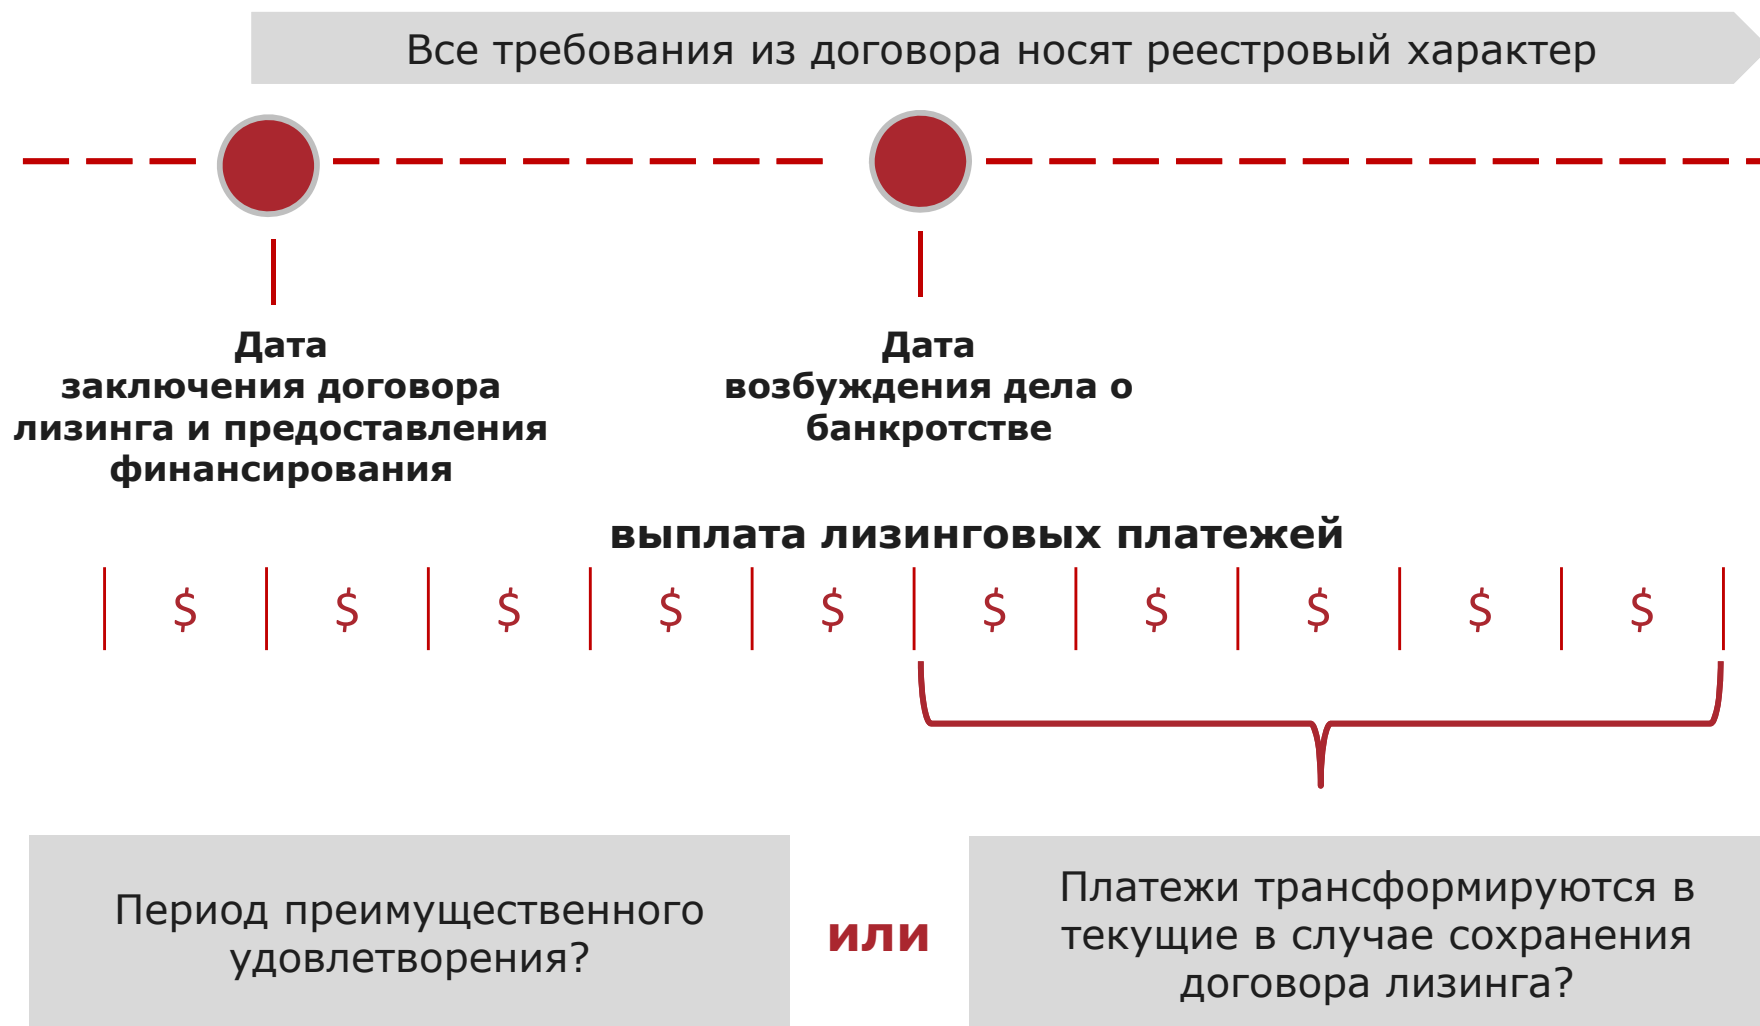 Все требования из договора носят реестровый характер
Дата
заключения договора
лизинга и предоставления
финансирования
Дата
возбуждения дела о
банкротстве
выплата лизинговых платежей
$ $ $ $ $ $ $ $ $ $
Период преимущественного
удовлетворения?
или
Платежи трансформируются в
текущие в случае сохранения
договора лизинга?